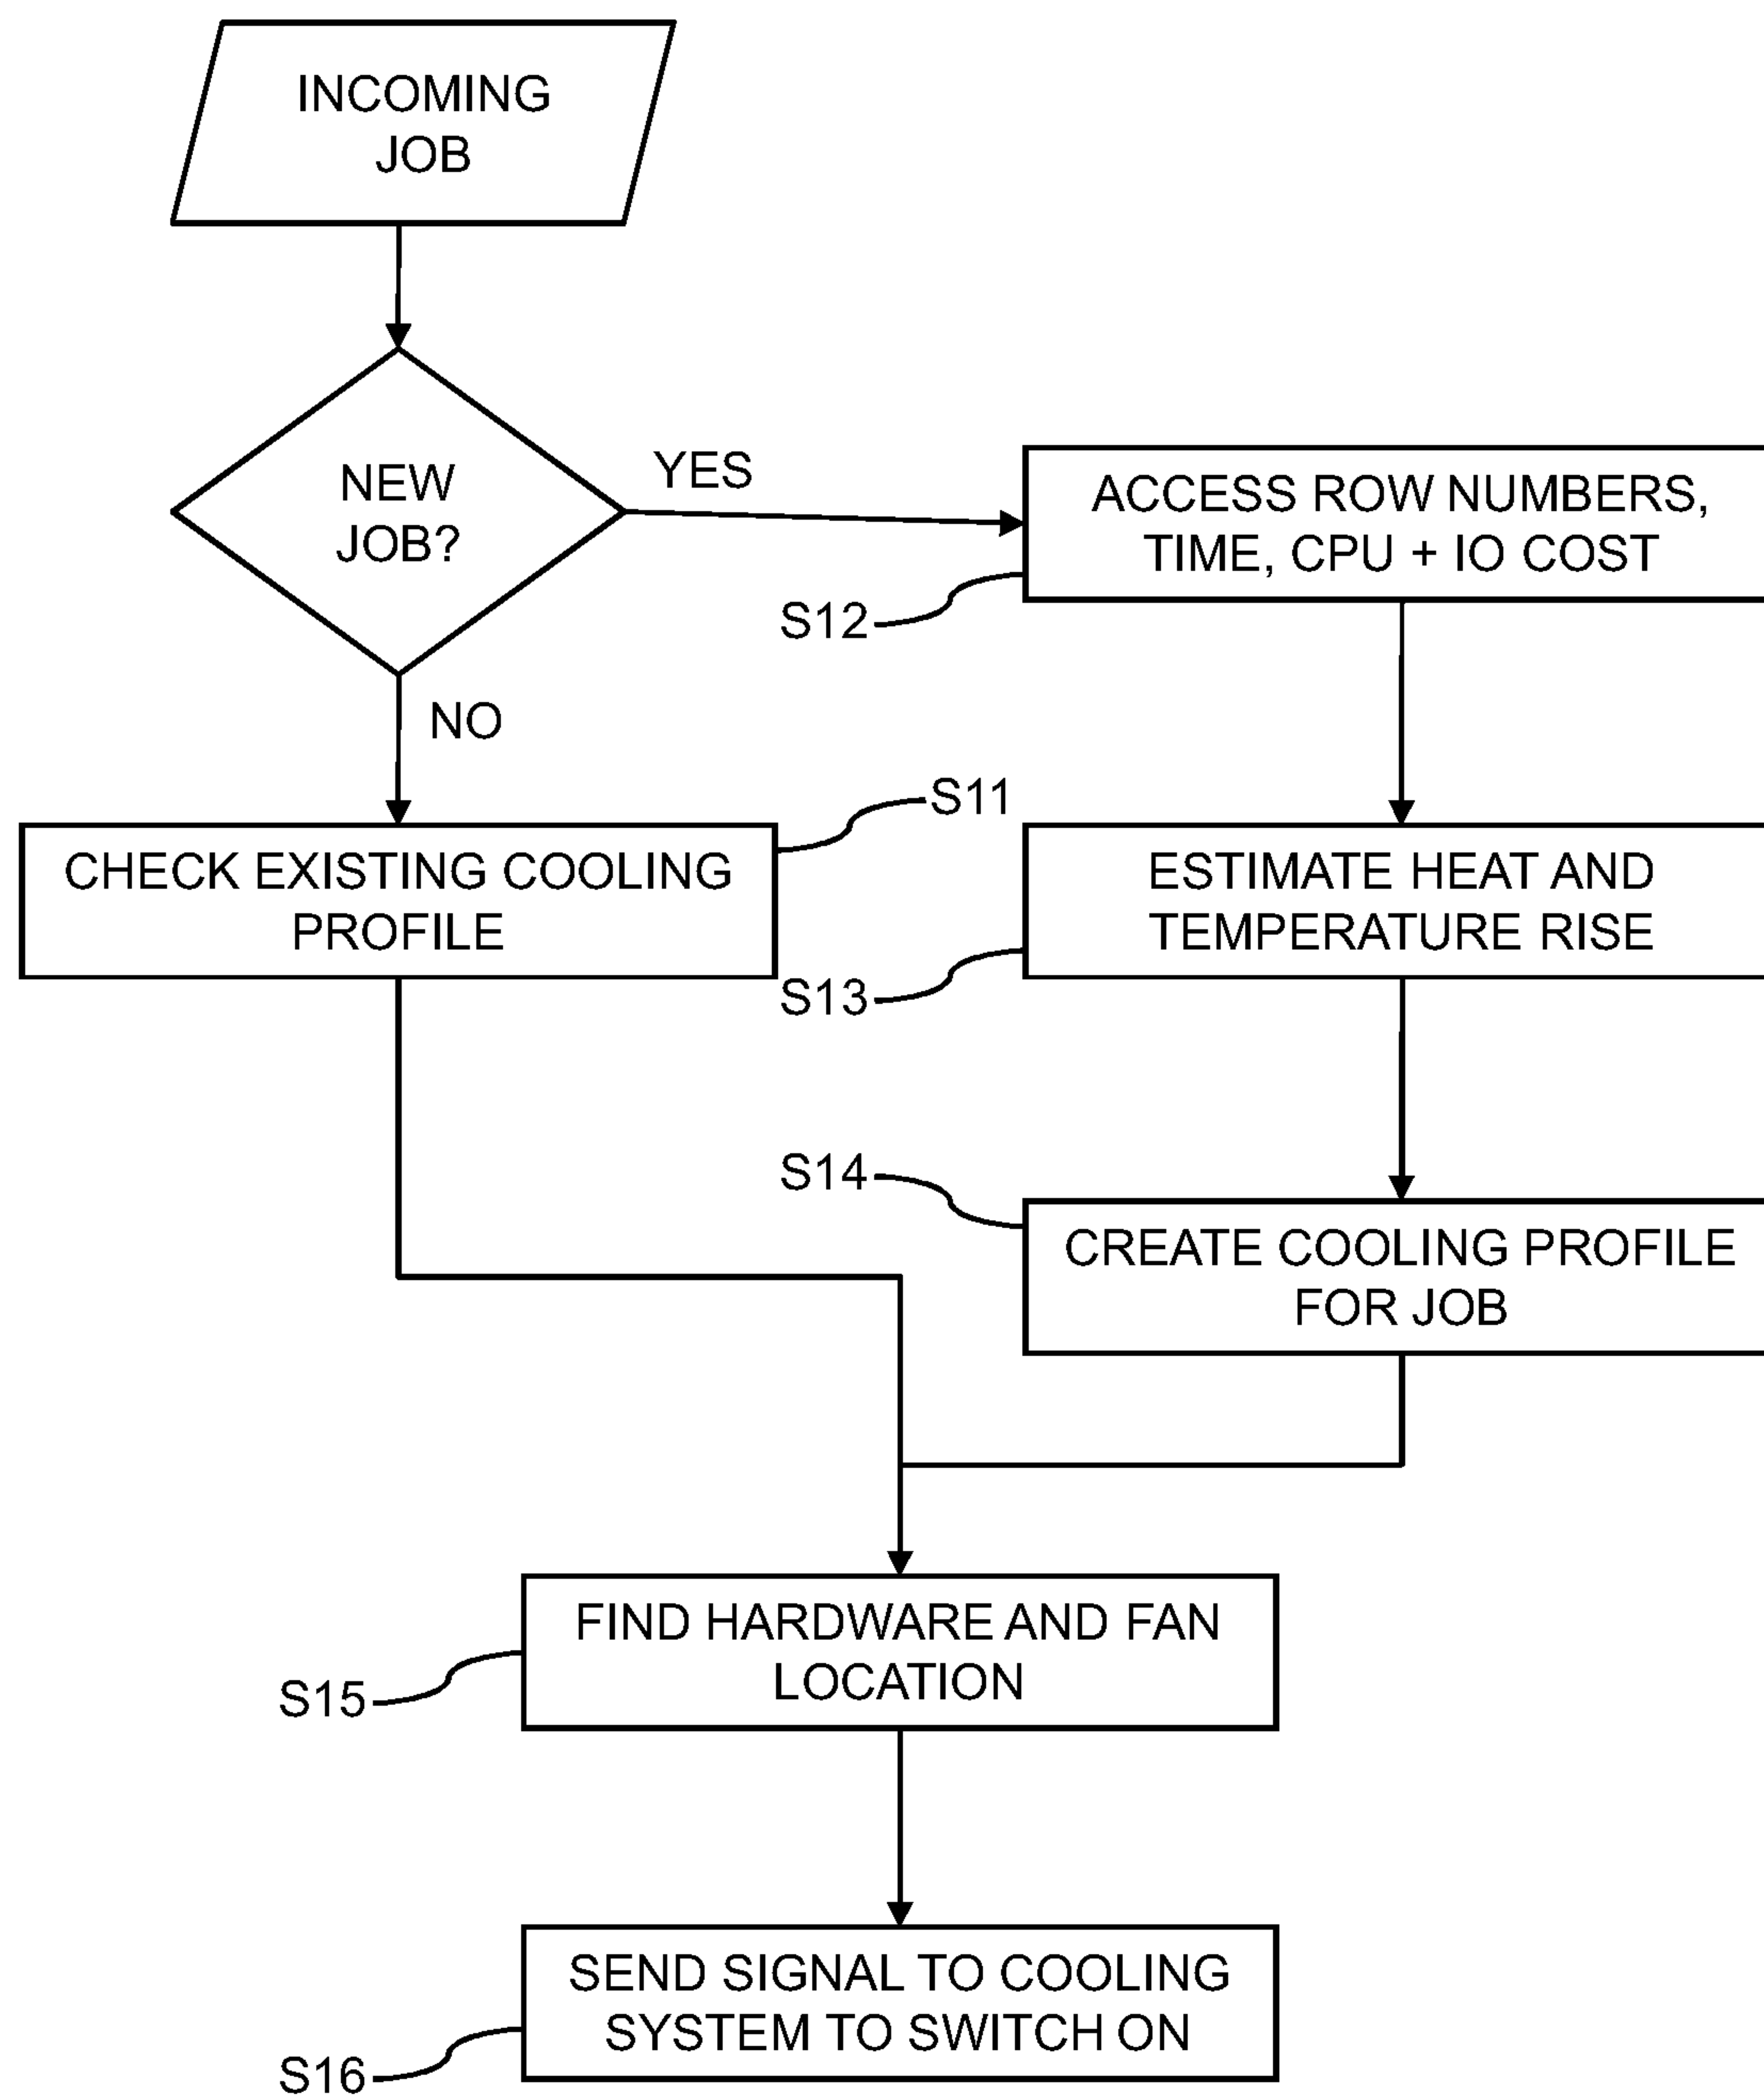 INCOMING
JOB
NEW
JOB?
YES
ACCESS ROW NUMBERS,
TIME, CPU + IO COST
S12
NO
S11
CHECK EXISTING COOLING
PROFILE
ESTIMATE HEAT AND
TEMPERATURE RISE
S13
S14
CREATE COOLING PROFILE
FOR JOB
FIND HARDWARE AND FAN
LOCATION
S15
SEND SIGNAL TO COOLING
SYSTEM TO SWITCH ON
S16